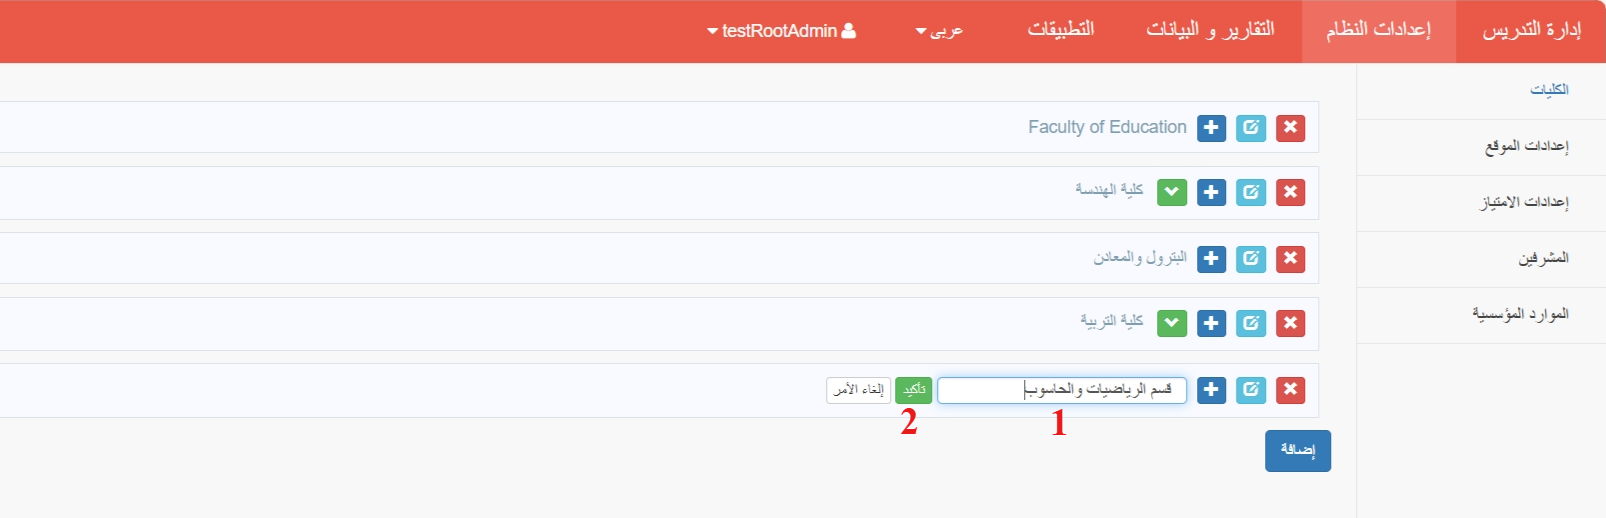 إدارة التدريس
إعدادات النظام
التقارير و البيانات
التطبيقات
عربى
testRootAdmin
الكليات
إعدادات الموقع
إعدادات الامتياز
المشرفين
الموارد المؤسسية
Faculty of Education
كلية الهندسة
البترول والمعادن
كلية التربية
قسم الرياضيات والحاسوب تأكيد إلغاء الأمر
1 2
إضافة